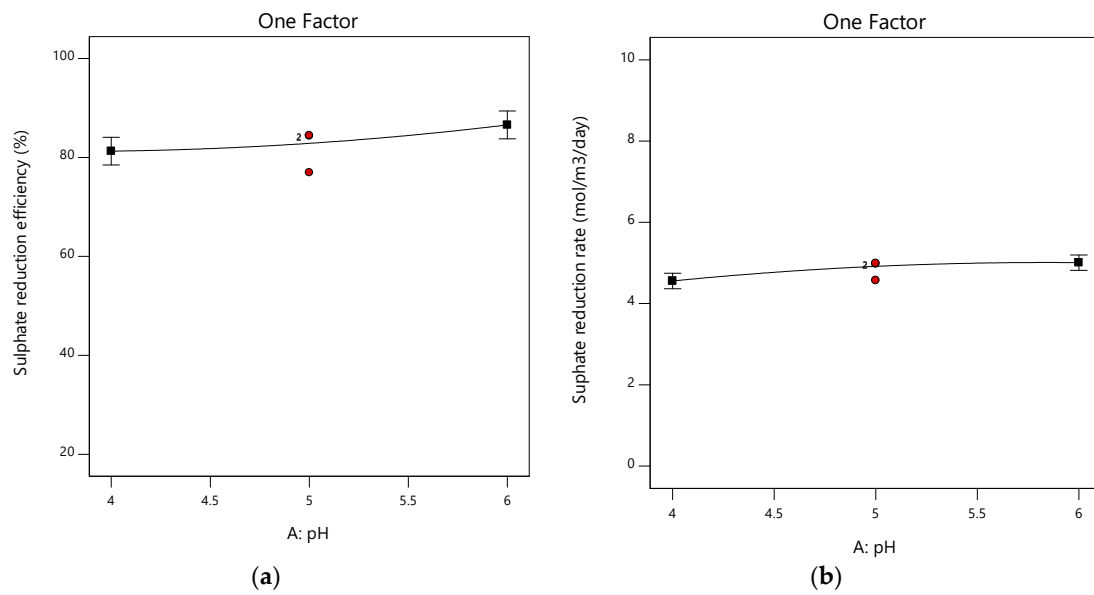 One Factor
100
80
60
40
20
Sulphate reduction efficiency (%)
2
4
4.5
5
5.5
6
A: pH
(a)
One Factor
10
8
6
4
2
0
Suphate reduction rate (mol/m3/day)
2
4
4.5
5
5.5
6
A: pH
(b)